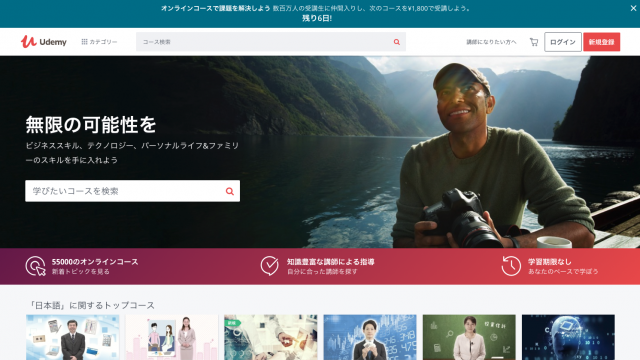 オンラインコースで課題を解決しよう 数百万人の受講生に仲間入りし、次のコースを¥1,800で受講しよう。
残り6日!
Udemy カテゴリー コース検索 講師になりたい方へ ログイン 新規登録
無限の可能性を
ビジネススキル、テクノロジー、パーソナルライフ&ファミリ
ーのスキルを手に入れよう
学びたいコースを検索
55000のオンラインコース 知識豊富な講師による指導 学習期限なし
新着トピックを見る 自分に合った講師を探す あなたのペースで学ぼう
「日本語」に関するトップコース